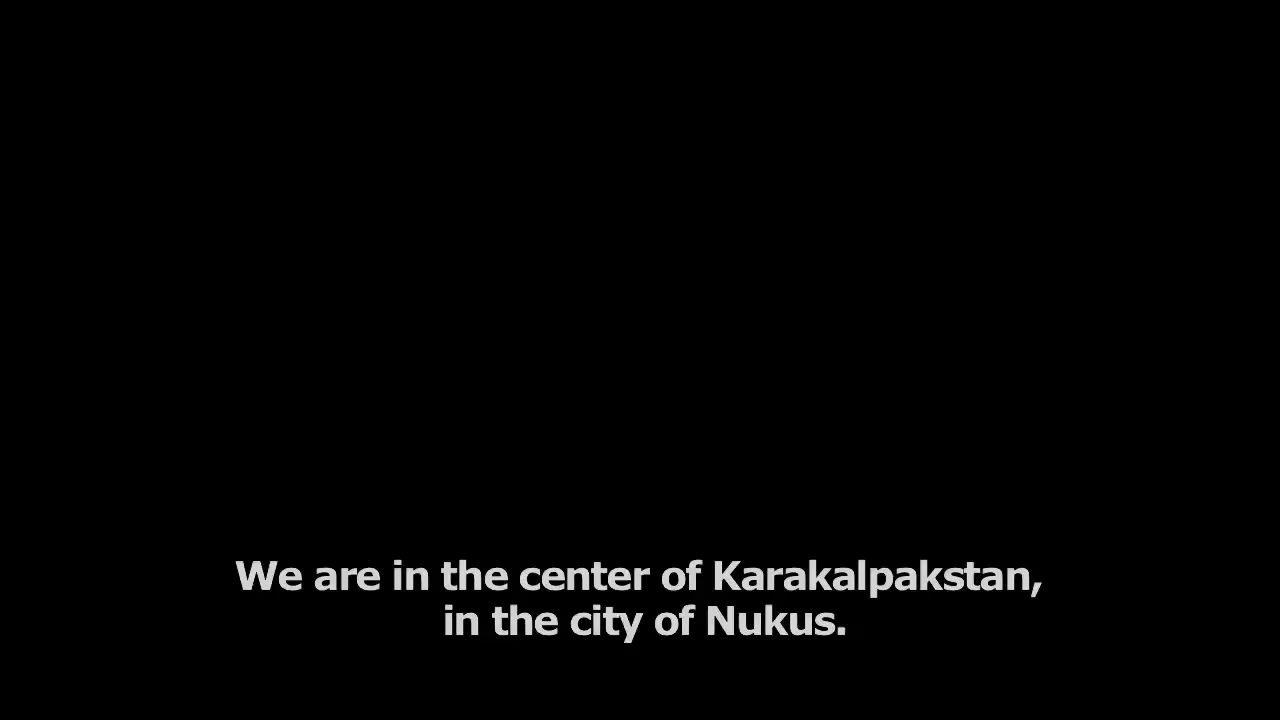 We are in the center of Karakalpakstan,
in the city of Nukus.